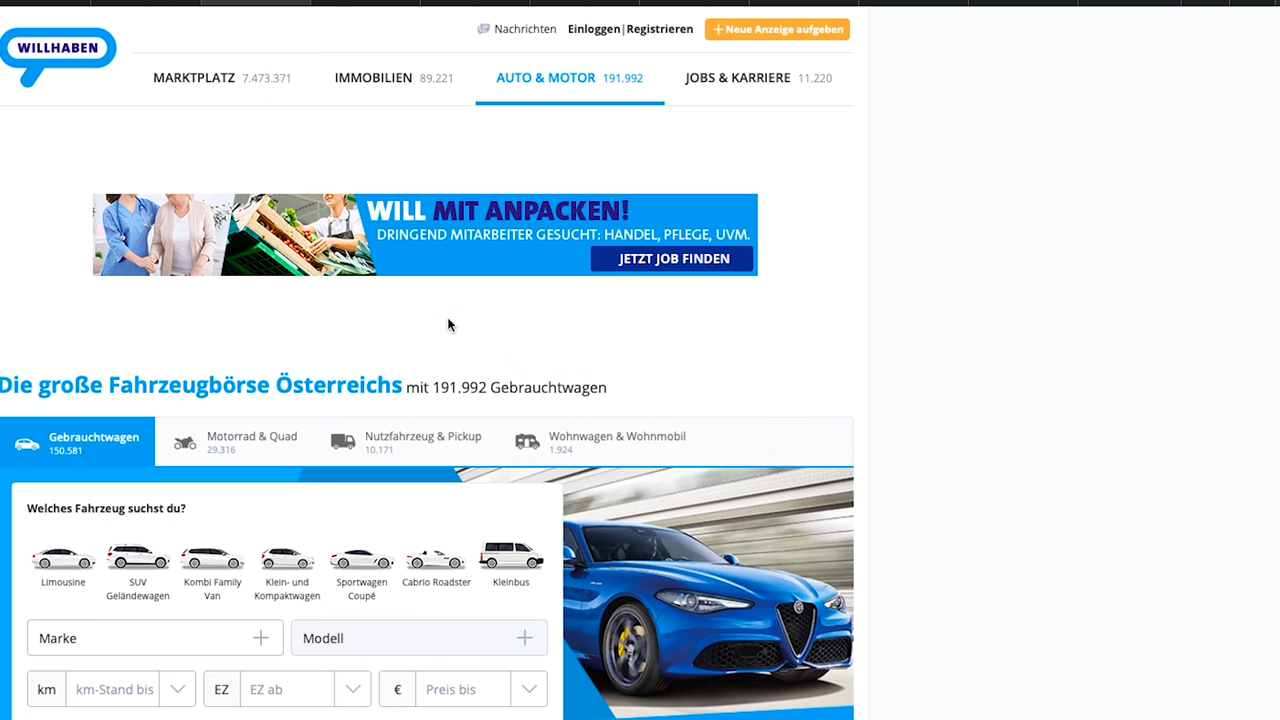 WILLHABEN
Nachrichten Einloggen|Registrieren +Neue Anzeige aufgeben
MARKTPLATZ 7.473.371 IMMOBILIEN 89.221 AUTO & MOTOR 191.992 JOBS & KARRIERE 11.220
WILL MIT ANPACKEN!
DRINGEND MITARBEITER GESUCHT: HANDEL, PFLEGE, UVM.
JETZT JOB FINDEN
Die große Fahrzeugbörse Österreichs mit 191.992 Gebrauchtwagen
Gebrauchtwagen
150.581
Motorrad & Quad
29.316
Nutzfahrzeug & Pickup
10.171
Wohnwagen & Wohnmobil
1.924
Welches Fahrzeug suchst du?
Limousine
SUV
Geländewagen
Kombi Family
Van
Klein- und
Kompaktwagen
Sportwagen
Coupé
Cabrio Roadster
Kleinbus
Marke
Modell
km km-Stand bis
EZ EZ ab
€ Preis bis